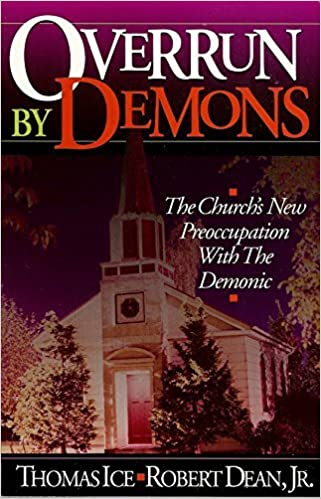 OVERRUN
BY DEMONS
The Church's New
Preoccupation
With The
Demonic
THOMAS ICE ▪ ROBERT DEAN, JR.